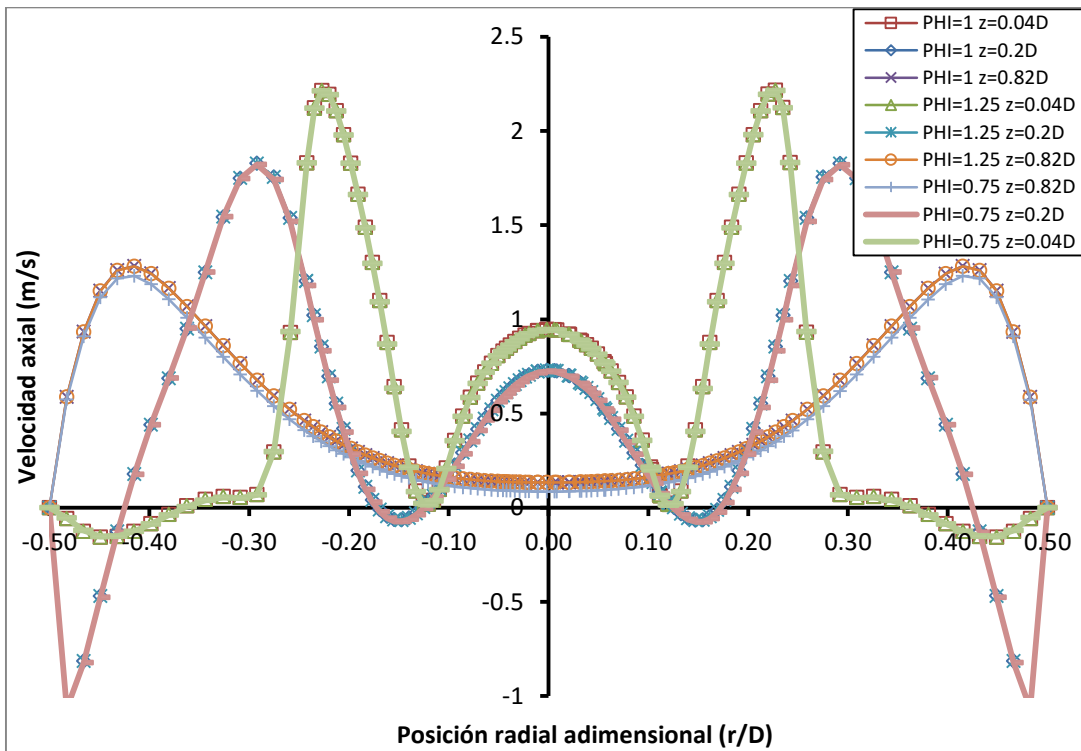 PHI=1 z=0.04D
PHI=1 z=0.2D
PHI=1 z=0.82D
PHI=1.25 z=0.04D
PHI=1.25 z=0.2D
PHI=1.25 z=0.82D
PHI=0.75 z=0.82D
PHI=0.75 z=0.2D
PHI=0.75 z=0.04D
2.5
2
1.5
1
0.5
0
-0.5
-1
-0.50 -0.40 -0.30 -0.20 -0.10 0.00 0.10 0.20 0.30 0.40 0.50
Velocidad axial (m/s)
Posición radial adimensional (r/D)